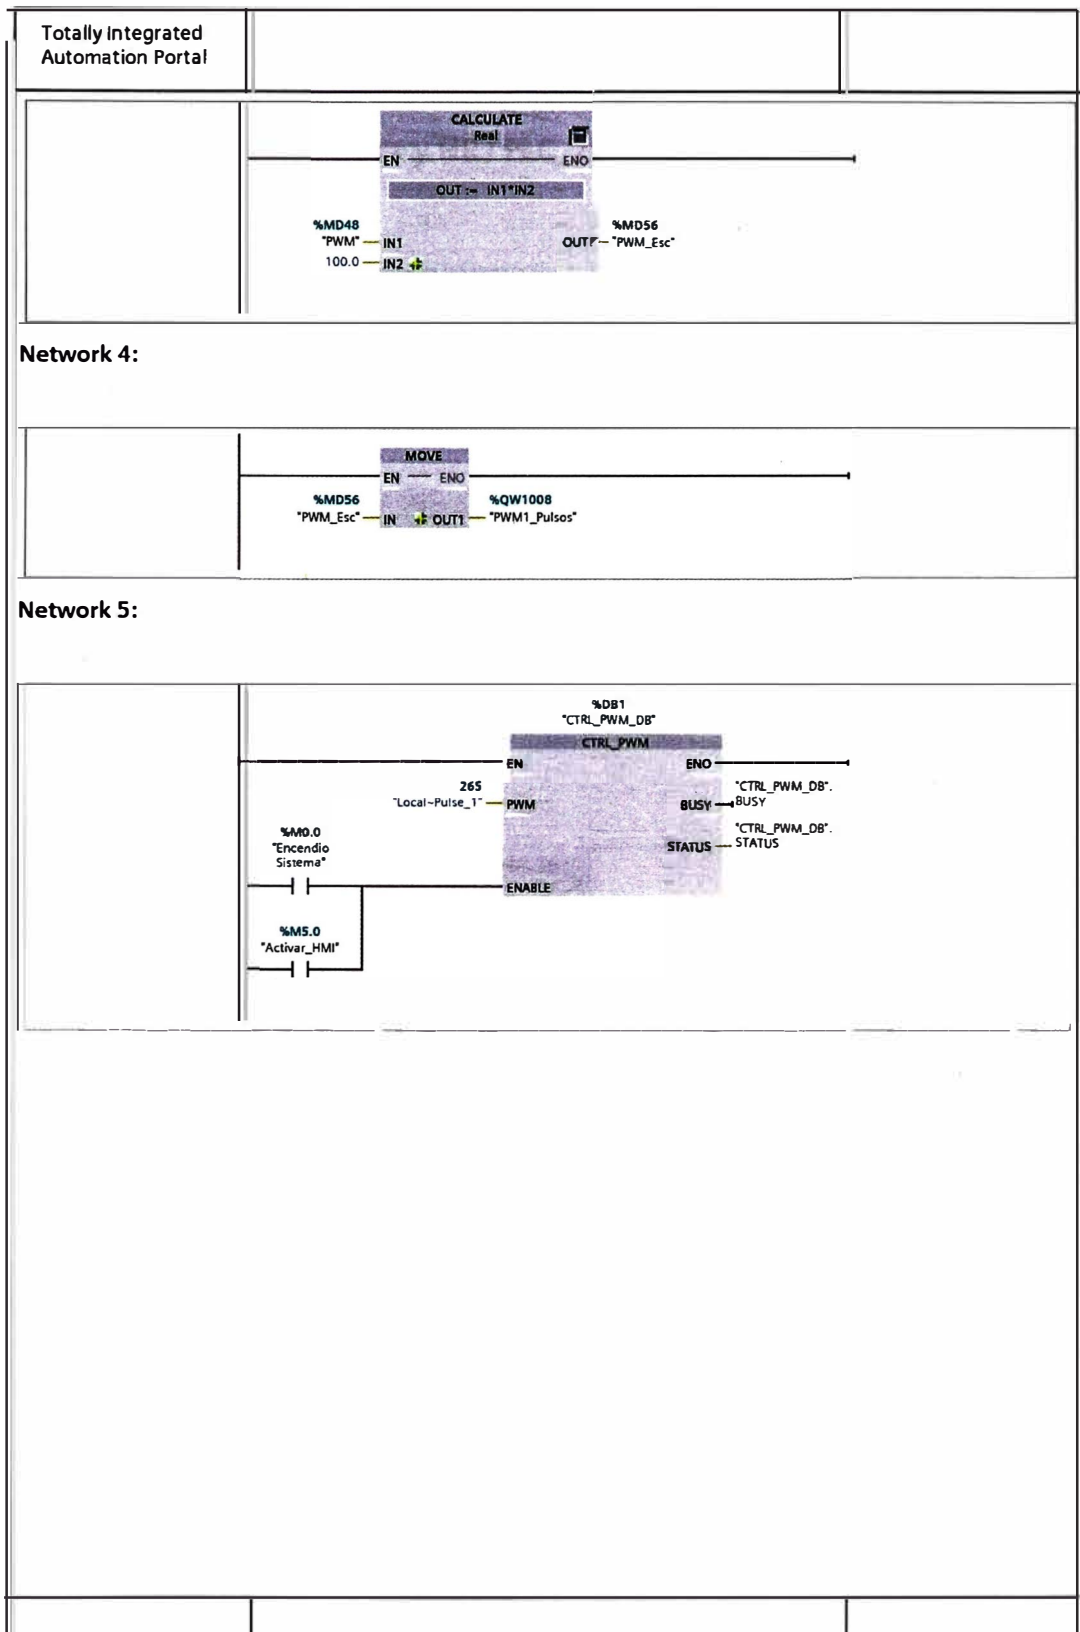 Totally Integrated
Automation Portal
CALCULATE
Real
EN
ENO
OUT := IN1*IN2
%MD48
"PWM"
IN1
100.0
IN2
%MD56
OUT
"PWM_Esc"
Network 4:
MOVE
EN
ENO
%MD56
"PWM_Esc"
IN
OUT1
%QW1008
"PWM1_Pulsos"
Network 5:
%DB1
"CTRL_PWM_DB"
CTRL_PWM
EN
ENO
265
"Local~Pulse_1"
PWM
BUSY
"CTRL_PWM_DB".
BUSY
STATUS
"CTRL_PWM_DB".
STATUS
%M0.0
"Encendio
Sistema"
ENABLE
%M5.0
"Activar_HMI"